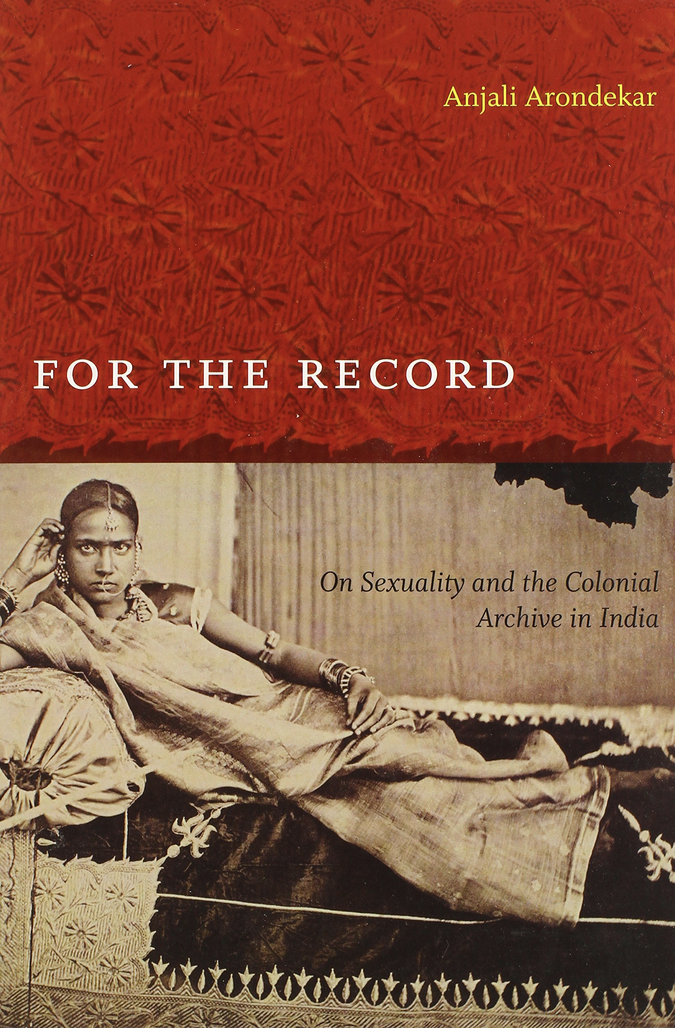 Anjali Arondekar
FOR THE RECORD
On Sexuality and the Colonial
Archive in India